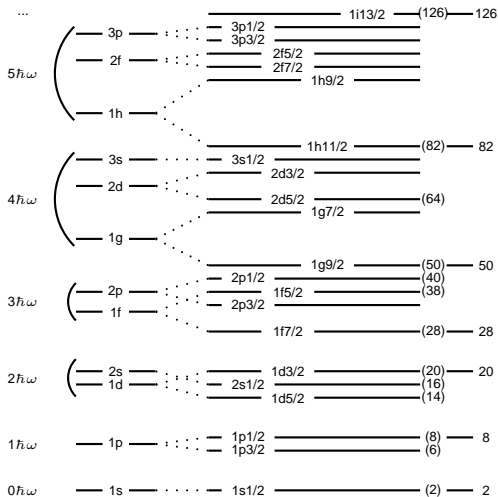 ... 1i13/2 (126) 126
3p1/2
3p 3p3/2
2f 2f5/2
5ℏω 2f7/2
1h9/2
1h
1h11/2 (82) 82
3s 3s1/2
2d3/2
2d
4ℏω 2d5/2 (64)
1g7/2
1g
1g9/2 (50) 50
2p1/2 (40)
2p 1f5/2 (38)
3ℏω 2p3/2
1f
1f7/2 (28) 28
2s 1d3/2 (20) 20
2ℏω 1d 2s1/2 (16)
1d5/2 (14)
1ℏω 1p 1p1/2 (8) 8
1p3/2 (6)
0ℏω 1s 1s1/2 (2) 2